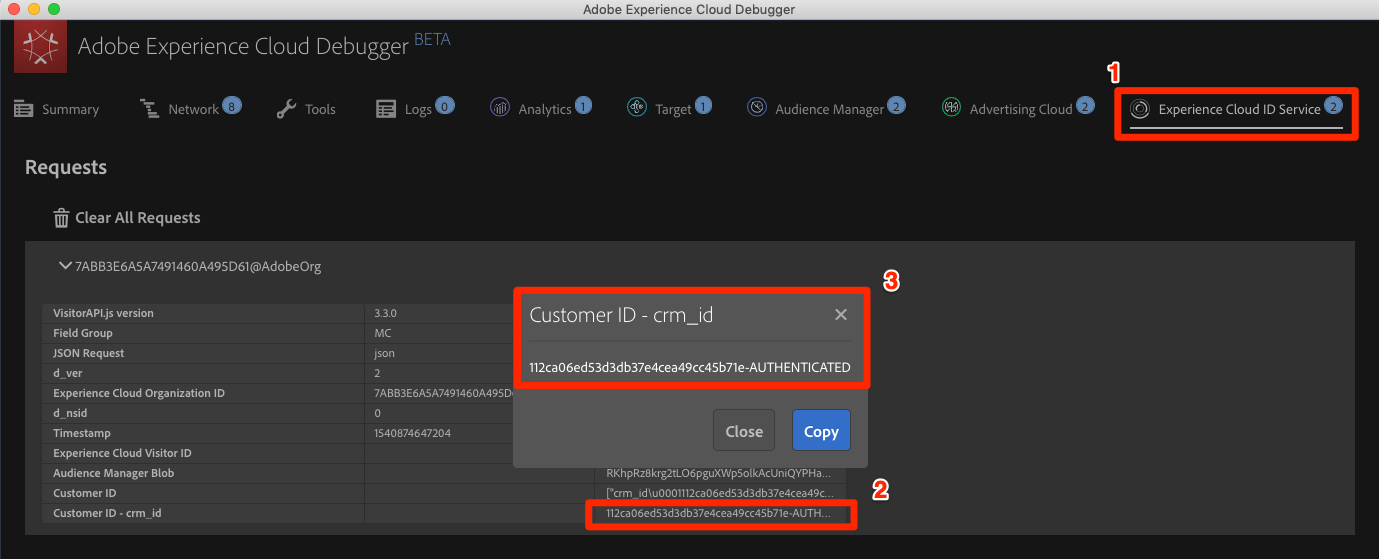 Adobe Experience Cloud Debugger
Adobe Experience Cloud Debugger BETA
1
Summary Network 8 Tools Logs 0 Analytics 1 Target 1 Audience Manager 2 Advertising Cloud 2 Experience Cloud ID Service 2
Requests
Clear All Requests
7ABB3E6A5A7491460A495D61@AdobeOrg
3
Customer ID - crm_id
112ca06ed53d3db37e4cea49cc45b71e-AUTHENTICATED
Close Copy
VisitorAPI.js version 3.3.0
Field Group MC
JSON Request json
d_ver 2
Experience Cloud Organization ID 7ABB3E6A5A7491460A495D
d_nsid 0
Timestamp 1540874647204
Experience Cloud Visitor ID
Audience Manager Blob RKhpRz8krg2tLO6pguXWp5olkAcUniQYPHa...
Customer ID ["crm_id\u0001112ca06ed53d3db37e4cea49c...
2
Customer ID - crm_id 112ca06ed53d3db37e4cea49cc45b71e-AUTH...